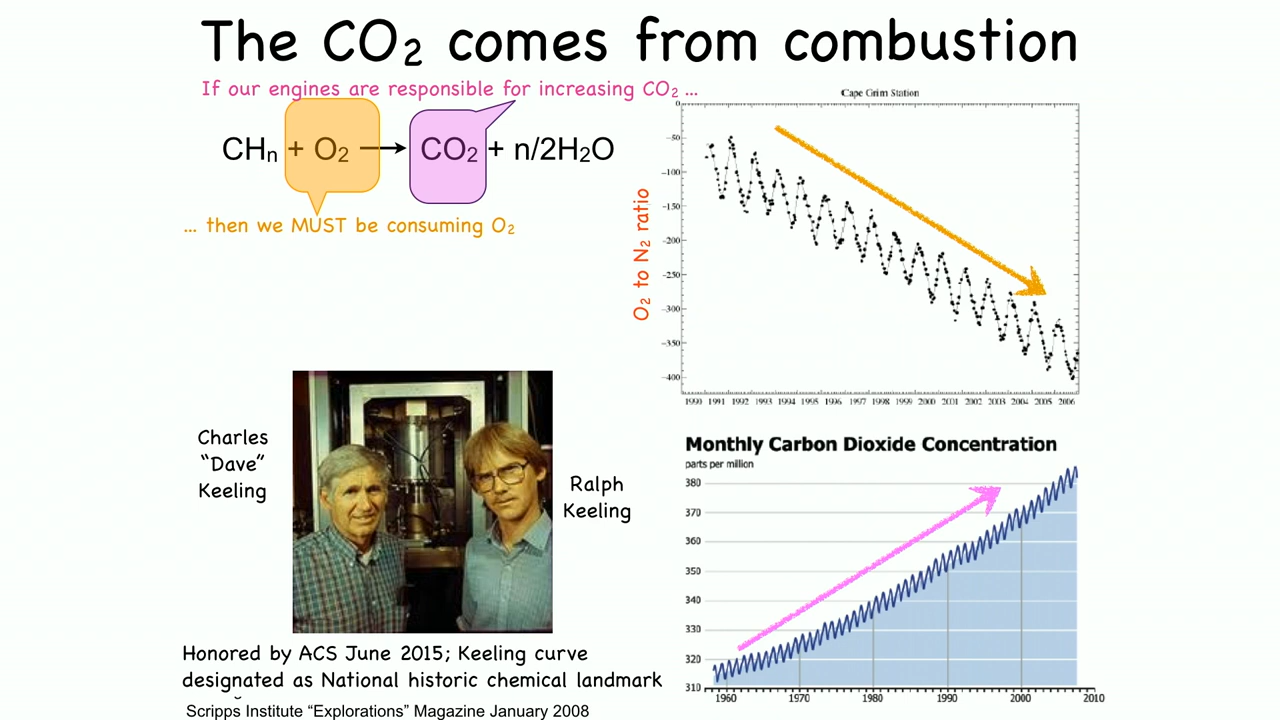 The CO₂ comes from combustion
If our engines are responsible for increasing CO₂ ...
CHn + O₂ → CO₂ + n/2H₂O
... then we MUST be consuming O₂
Cape Grim Station
O₂ to N₂ ratio
0
-50
-100
-150
-200
-250
-300
-350
-400
1990 1991 1992 1993 1994 1995 1996 1997 1998 1999 2000 2001 2002 2003 2004 2005 2006
Charles
“Dave”
Keeling
Ralph
Keeling
Monthly Carbon Dioxide Concentration
parts per million
380
370
360
350
340
330
320
310
1960 1970 1980 1990 2000 2010
Honored by ACS June 2015; Keeling curve
designated as National historic chemical landmark
Scripps Institute “Explorations” Magazine January 2008